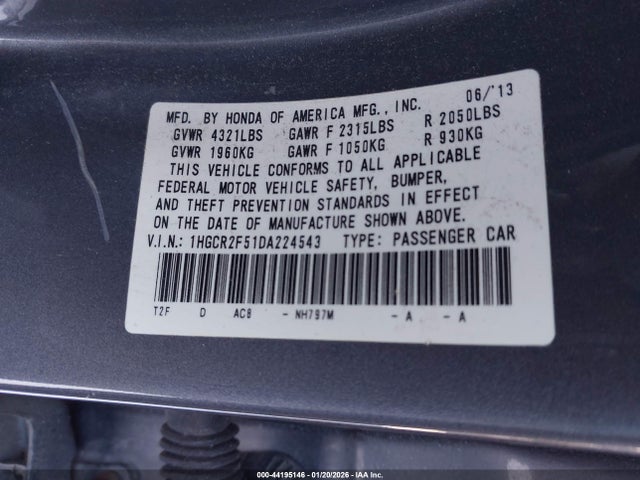 MFD. BY HONDA OF AMERICA MFG., INC. 06/'13
GVWR 4321LBS GAWR F 2315LBS R 2050LBS
GVWR 1960KG GAWR F 1050KG R 930KG
THIS VEHICLE CONFORMS TO ALL APPLICABLE
FEDERAL MOTOR VEHICLE SAFETY, BUMPER,
AND THEFT PREVENTION STANDARDS IN EFFECT
ON THE DATE OF MANUFACTURE SHOWN ABOVE.
V.I.N.: 1HGCR2F51DA224543 TYPE: PASSENGER CAR
T2F D AC8 - NH797M - A - A
000-44195146 - 01/20/2026 - IAA Inc.